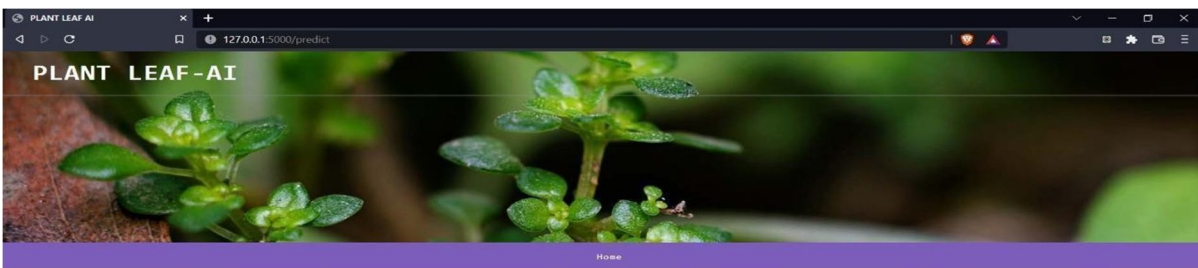 PLANT LEAF AI
127.0.0.1:5000/predict
PLANT LEAF-AI
Home